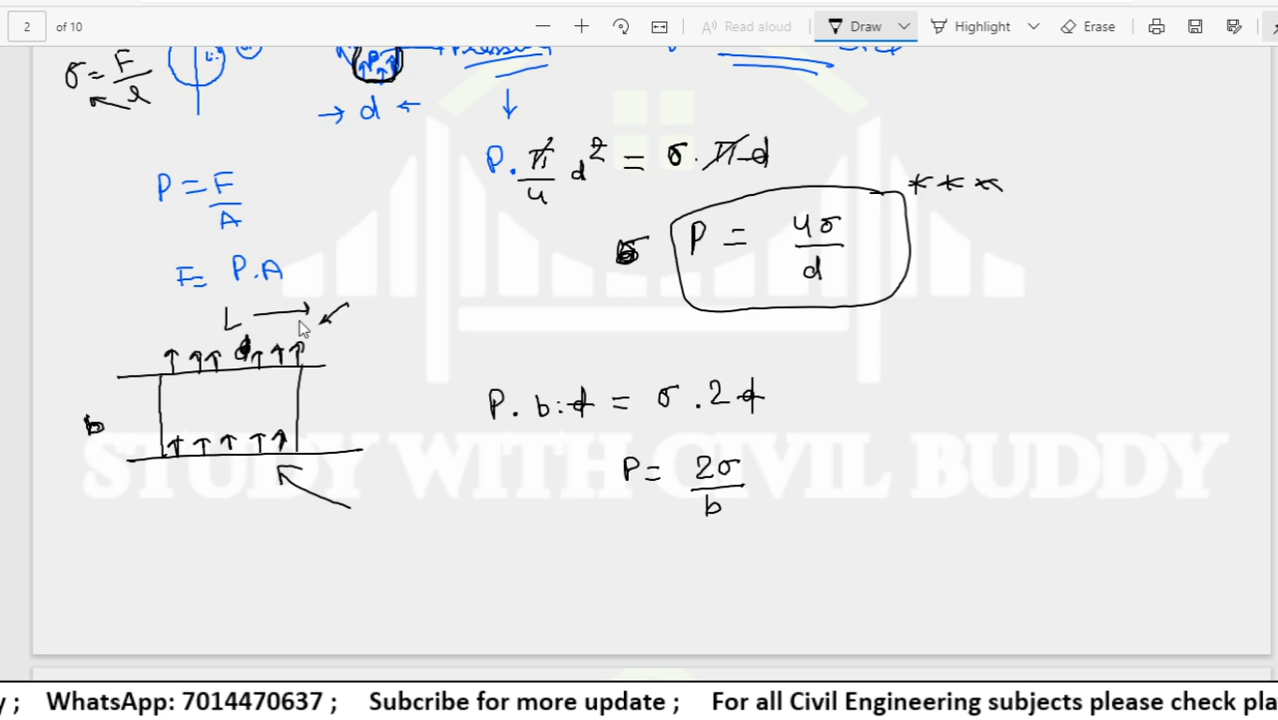 2 of 10 Read aloud Draw Highlight Erase
σ = F / l
P
→ d ←
P. π/4 d² = σ. π d
P = F / A
***
P = 4σ / d
F = P.A
L →
P. b. d = σ. 2 d
b
P = 2σ / b
STUDY WITH CIVIL BUDDY
y ; WhatsApp: 7014470637 ; Subcribe for more update ; For all Civil Engineering subjects please check pla